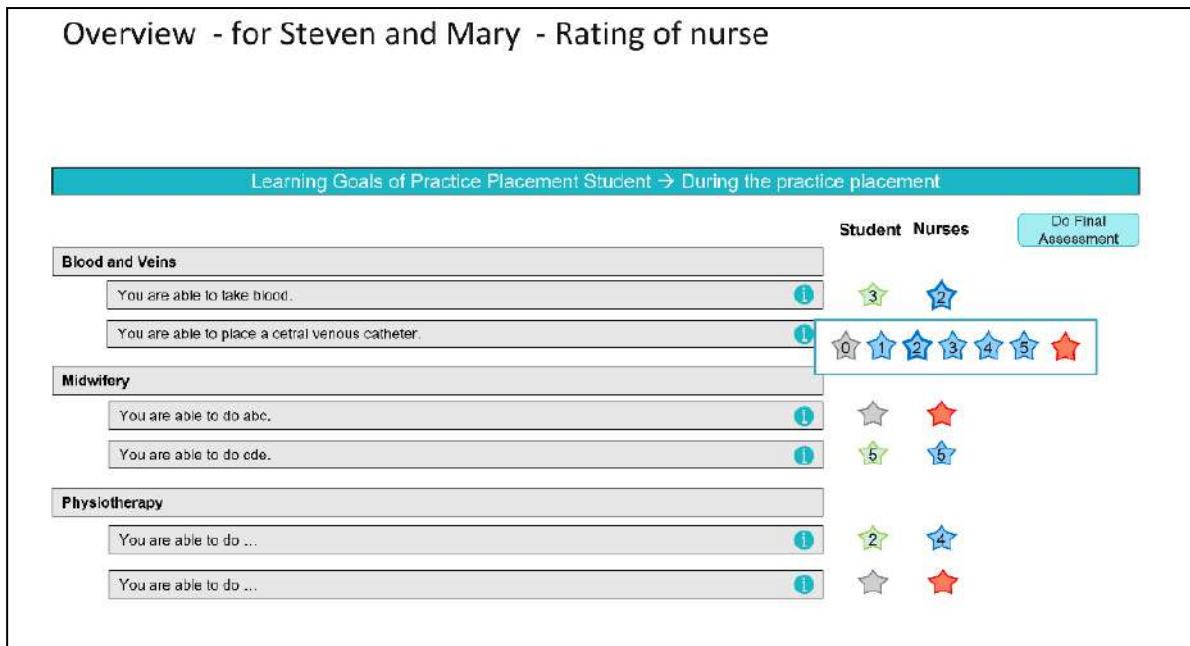 Overview - for Steven and Mary - Rating of nurse
Learning Goals of Practice Placement Student → During the practice placement
Student Nurses
Do Final
Assessment
Blood and Veins
You are able to take blood. i 3 2
You are able to place a cetral venous catheter. i 0 1 2 3 4 5
Midwifery
You are able to do abc. i
You are able to do cde. i 5 5
Physiotherapy
You are able to do ... i 2 4
You are able to do ... i